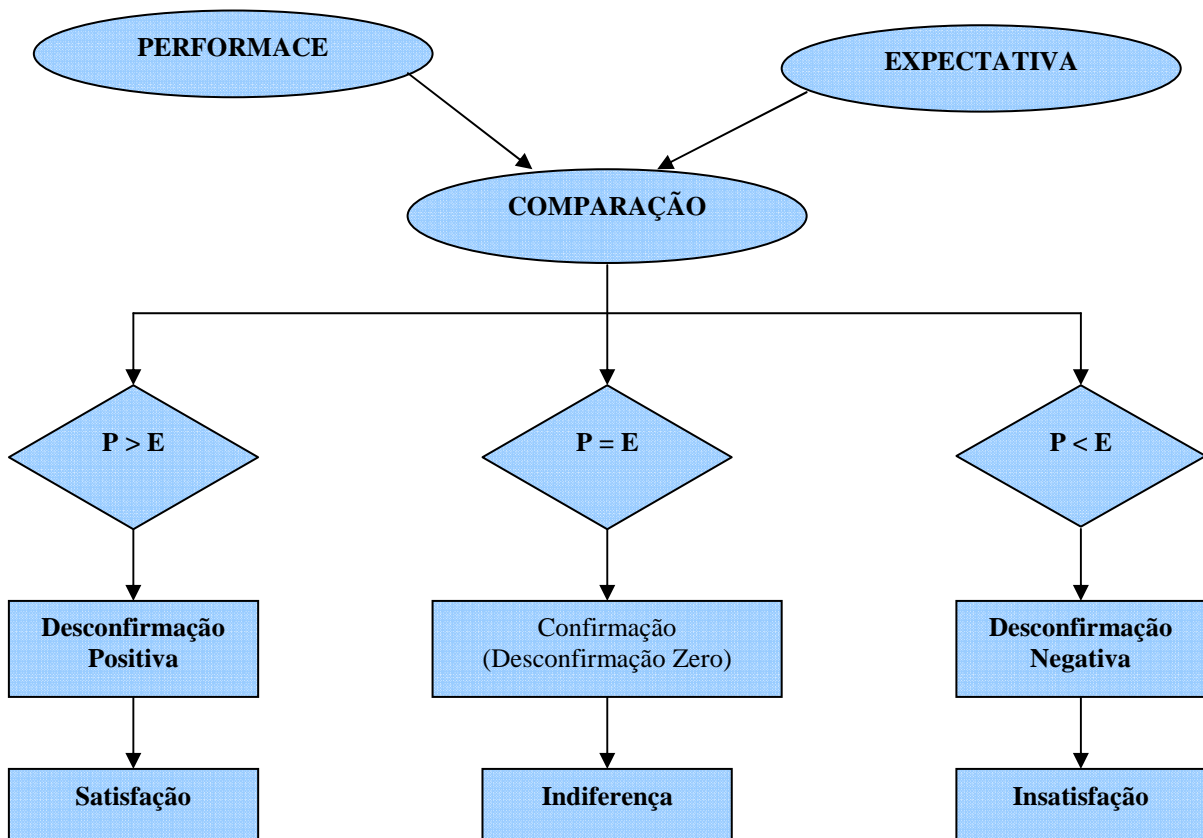 PERFORMACE
EXPECTATIVA
COMPARAÇÃO
P > E
P = E
P < E
Desconfirmação
Positiva
Confirmação
(Desconfirmação Zero)
Desconfirmação
Negativa
Satisfação
Indiferença
Insatisfação